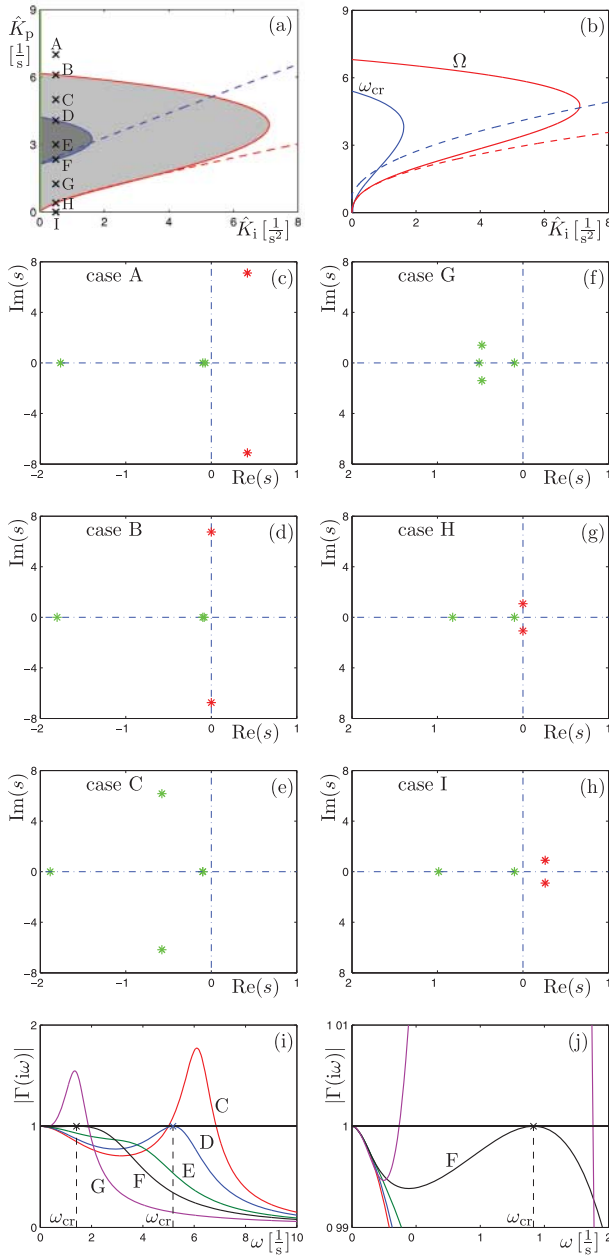 K̂p [1/s]
(a)
9
6
3
0
A
B
C
D
E
F
G
H
I
0 2 4 6 8
K̂i [1/s²]
(b)
9
6
3
0
Ω
ωcr
0 2 4 6 8
K̂i [1/s²]
Im(s)
case A
(c)
8
4
0
-4
-8
-2 -1 0 1
Re(s)
Im(s)
case G
(f)
8
4
0
4
8
2 1 0 1
Re(s)
Im(s)
case B
(d)
8
4
0
-4
-8
-2 -1 0 1
Re(s)
Im(s)
case H
(g)
8
4
0
4
8
2 1 0 1
Re(s)
Im(s)
case C
(e)
8
4
0
-4
-8
-2 -1 0 1
Re(s)
Im(s)
case I
(h)
8
4
0
4
8
2 1 0 1
Re(s)
|Γ(iω)|
(i)
2
1
0
C
D
E
F
G
ωcr
ωcr
0 2 4 6 8 10
ω [1/s]
|Γ(iω)|
(j)
1 01
1
0 99
F
ωcr
0 0 1 1 2
ω [1/s]